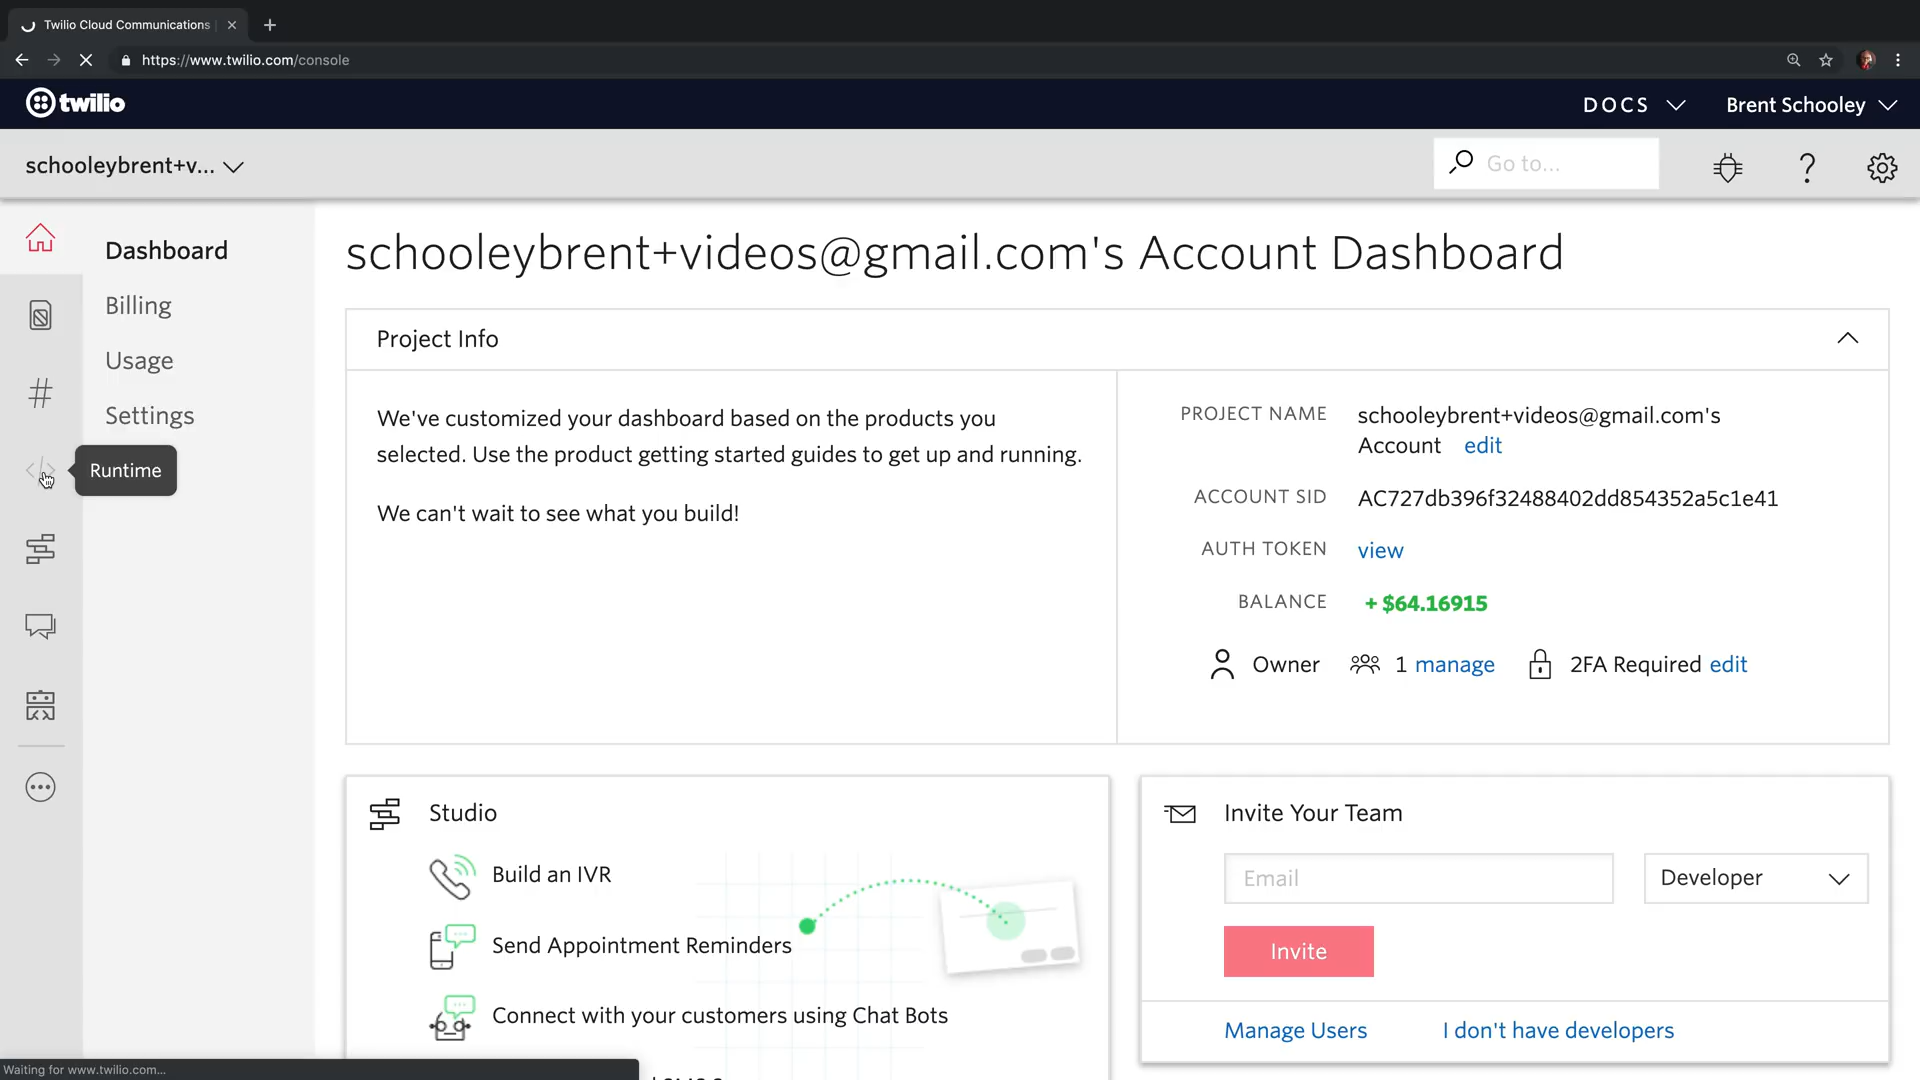 Twilio Cloud Communications
https://www.twilio.com/console
twilio
DOCS
Brent Schooley
schooleybrent+v...
Go to...
Dashboard
Billing
Usage
Settings
Runtime
schooleybrent+videos@gmail.com's Account Dashboard
Project Info
We've customized your dashboard based on the products you
selected. Use the product getting started guides to get up and running.
We can't wait to see what you build!
PROJECT NAME
schooleybrent+videos@gmail.com's
Account edit
ACCOUNT SID
AC727db396f32488402dd854352a5c1e41
AUTH TOKEN
view
BALANCE
+ $64.16915
Owner
1 manage
2FA Required edit
Studio
Build an IVR
Send Appointment Reminders
Connect with your customers using Chat Bots
Invite Your Team
Email
Developer
Invite
Manage Users
I don't have developers
Waiting for www.twilio.com...